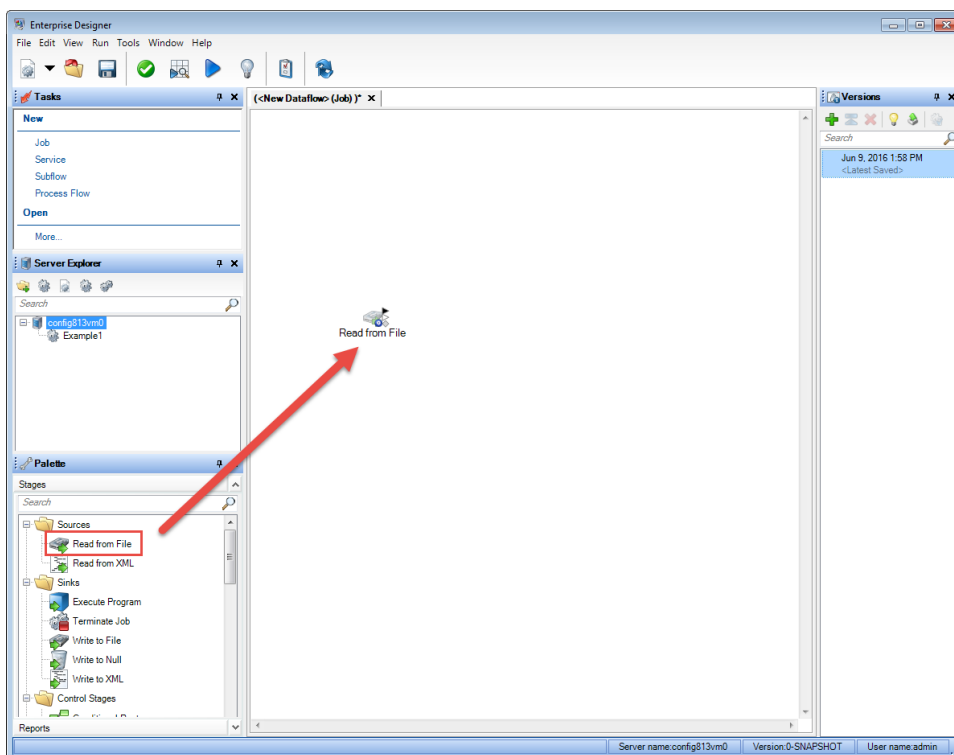 Enterprise Designer
File Edit View Run Tools Window Help
Tasks
New
Job
Service
Subflow
Process Flow
Open
More...
Server Explorer
Search
config813vm0
Example1
Palette
Stages
Search
Sources
Read from File
Read from XML
Sinks
Execute Program
Terminate Job
Write to File
Write to Null
Write to XML
Control Stages
Reports
(<New Dataflow> (Job) )*
Read from File
Versions
Search
Jun 9, 2016 1:58 PM
<Latest Saved>
Server name:config813vm0 Version:0-SNAPSHOT User name:admin